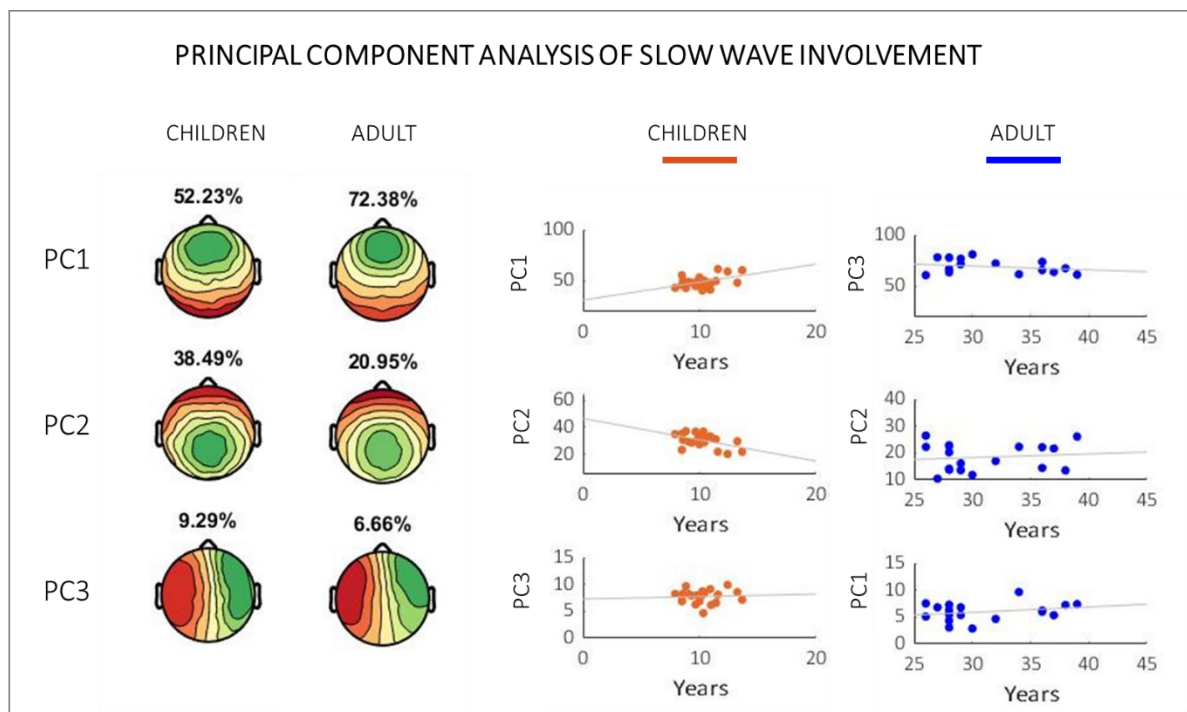 PRINCIPAL COMPONENT ANALYSIS OF SLOW WAVE INVOLVEMENT
CHILDREN ADULT CHILDREN ADULT
52.23% 72.38%
PC1
38.49% 20.95%
PC2
9.29% 6.66%
PC3
PC1
100
50
0 10 20
Years
PC3
100
50
25 30 35 40 45
Years
PC2
60
40
20
0 10 20
Years
PC2
40
30
20
10
25 30 35 40 45
Years
PC3
15
10
5
0
0 10 20
Years
PC1
15
10
5
0
25 30 35 40 45
Years